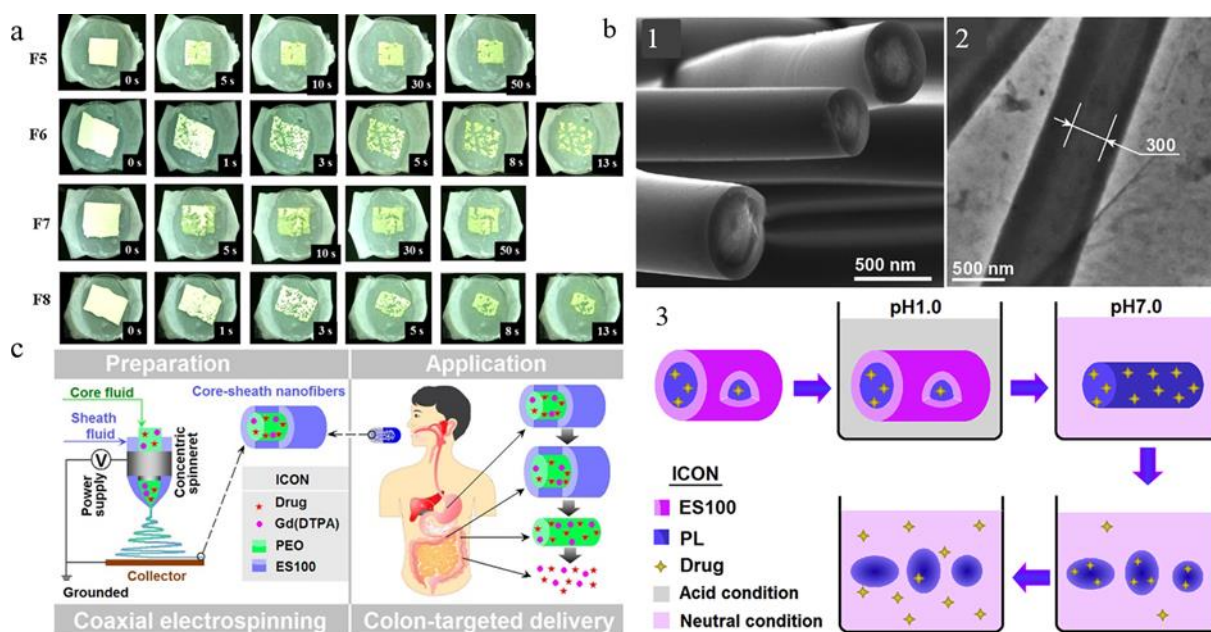 a
F5
0 s
5 s
10 s
30 s
50 s
F6
0 s
1 s
3 s
5 s
8 s
13 s
F7
0 s
5 s
10 s
30 s
50 s
F8
0 s
1 s
3 s
5 s
8 s
13 s
b
1
500 nm
2
300
500 nm
3
pH1.0
pH7.0
ICON
ES100
PL
Drug
Acid condition
Neutral condition
c
Preparation
Application
Core fluid
Sheath
fluid
Power
supply
V
Concentric
spinneret
Core-sheath nanofibers
ICON
Drug
Gd(DTPA)
PEO
ES100
Collector
Grounded
Coaxial electrospinning
Colon-targeted delivery